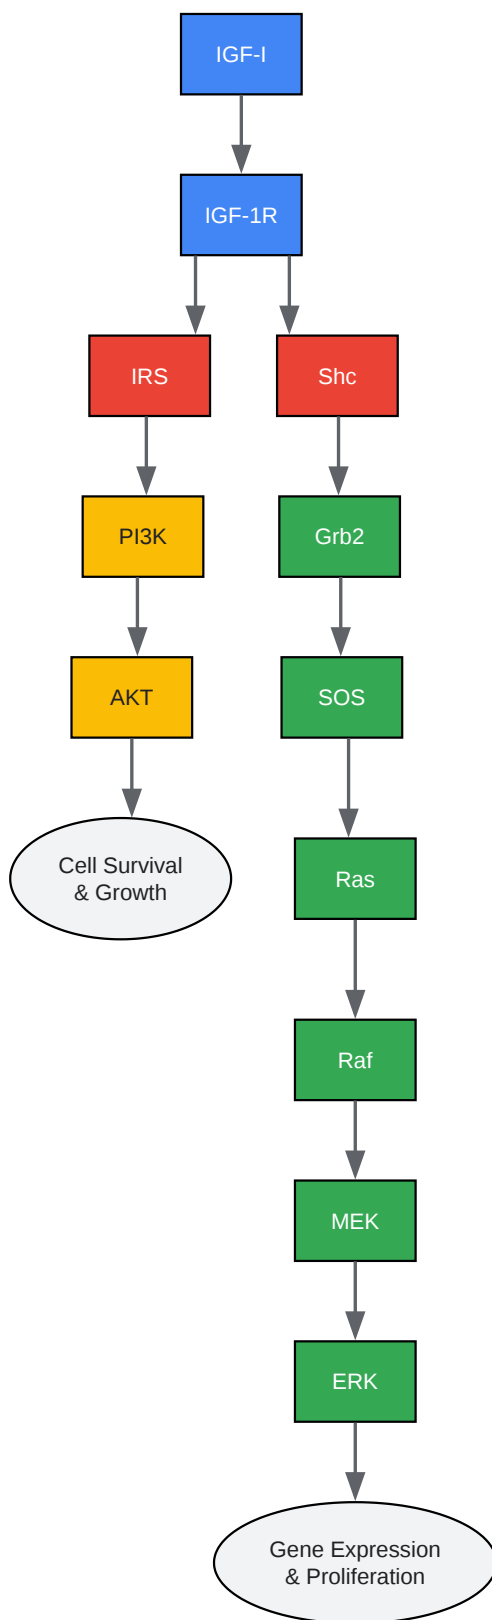 IGF-I
IGF-1R
IRS
Shc
PI3K
Grb2
AKT
SOS
Cell Survival
& Growth
Ras
Raf
MEK
ERK
Gene Expression
& Proliferation